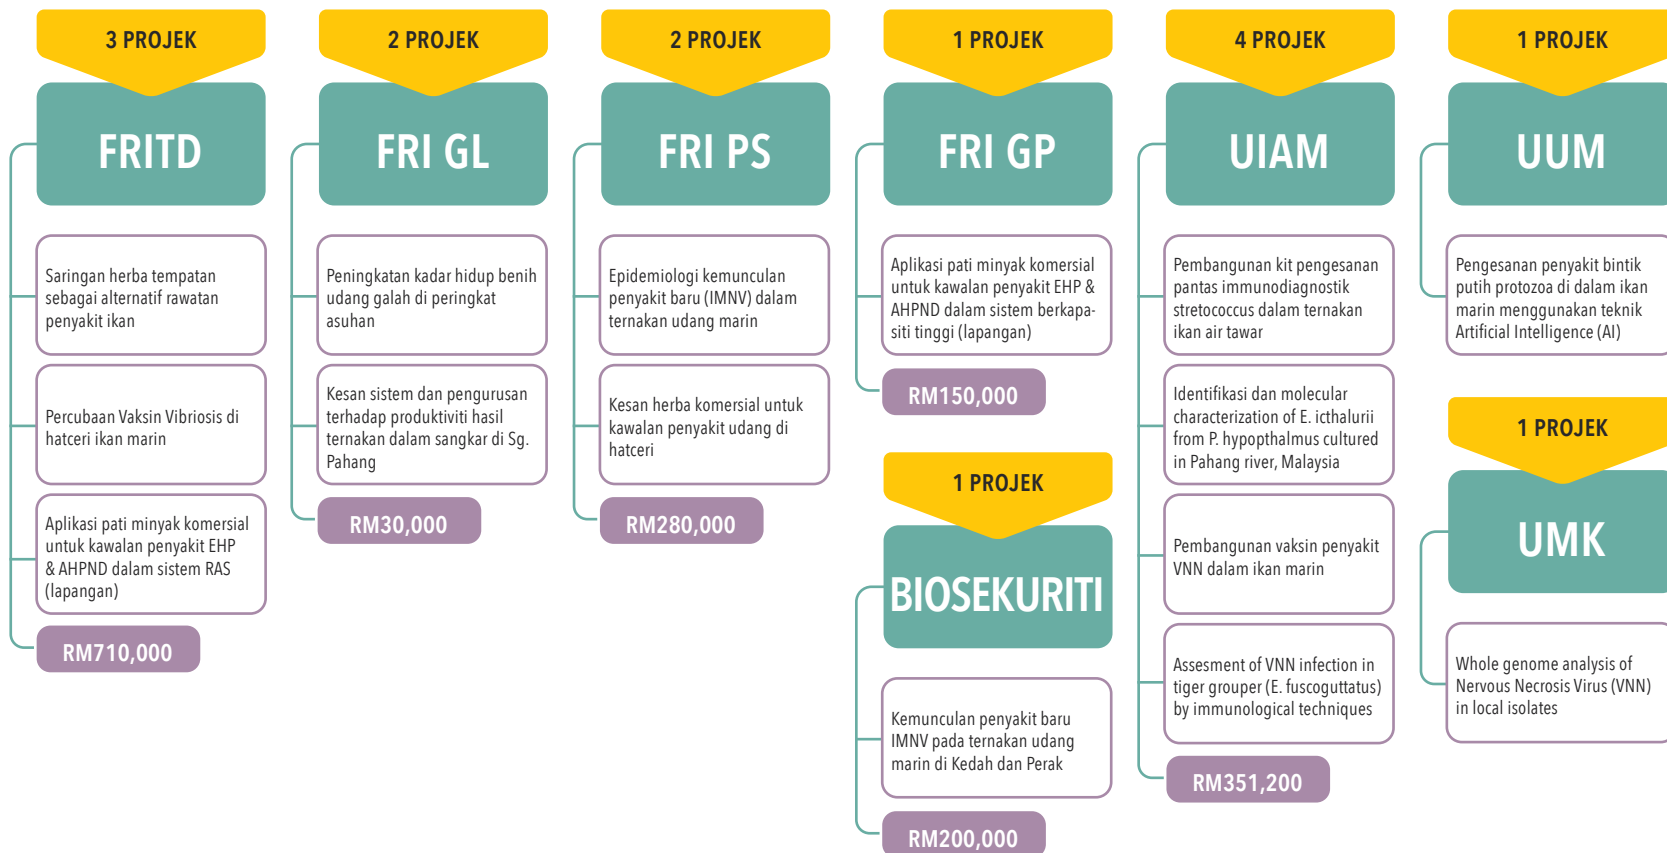 3 PROJEK
FRITD
Saringan herba tempatan
sebagai alternatif rawatan
penyakit ikan
Percubaan Vaksin Vibriosis di
hatceri ikan marin
Aplikasi pati minyak komersial
untuk kawalan penyakit EHP
& AHPND dalam sistem RAS
(lapangan)
RM710,000
2 PROJEK
FRI GL
Peningkatan kadar hidup benih
udang galah di peringkat
asuhan
Kesan sistem dan pengurusan
terhadap produktiviti hasil
ternakan dalam sangkar di Sg.
Pahang
RM30,000
2 PROJEK
FRI PS
Epidemiologi kemunculan
penyakit baru (IMNV) dalam
ternakan udang marin
Kesan herba komersial untuk
kawalan penyakit udang di
hatceri
RM280,000
1 PROJEK
FRI GP
Aplikasi pati minyak komersial
untuk kawalan penyakit EHP &
AHPND dalam sistem berkapa-
siti tinggi (lapangan)
RM150,000
1 PROJEK
BIOSEKURITI
Kemunculan penyakit baru
IMNV pada ternakan udang
marin di Kedah dan Perak
RM200,000
4 PROJEK
UIAM
Pembangunan kit pengesanan
pantas immunodiagnostik
stretococcus dalam ternakan
ikan air tawar
Identifikasi dan molecular
characterization of E. icthalurii
from P. hypopthalmus cultured
in Pahang river, Malaysia
Pembangunan vaksin penyakit
VNN dalam ikan marin
Assesment of VNN infection in
tiger grouper (E. fuscoguttatus)
by immunological techniques
RM351,200
1 PROJEK
UUM
Pengesanan penyakit bintik
putih protozoa di dalam ikan
marin menggunakan teknik
Artificial Intelligence (AI)
1 PROJEK
UMK
Whole genome analysis of
Nervous Necrosis Virus (VNN)
in local isolates